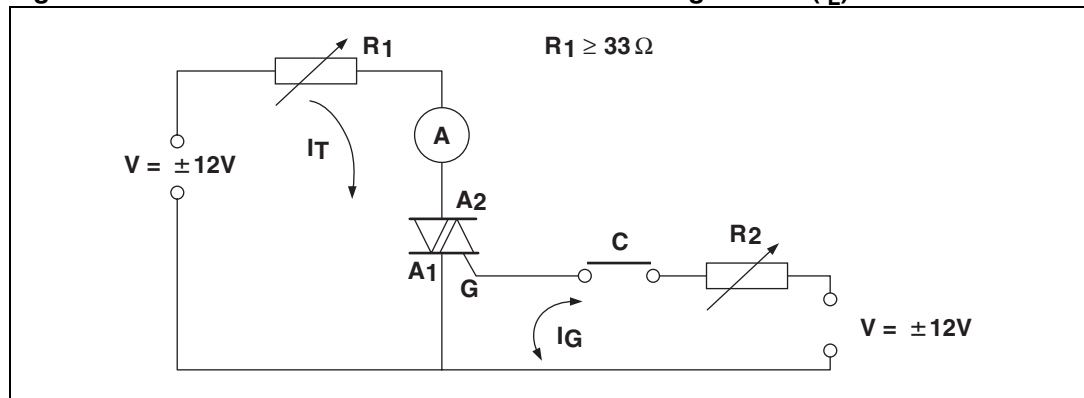 R1
R1 ≥ 33 Ω
A
IT
V = ±12V
A2
A1
G
C
R2
IG
V = ±12V